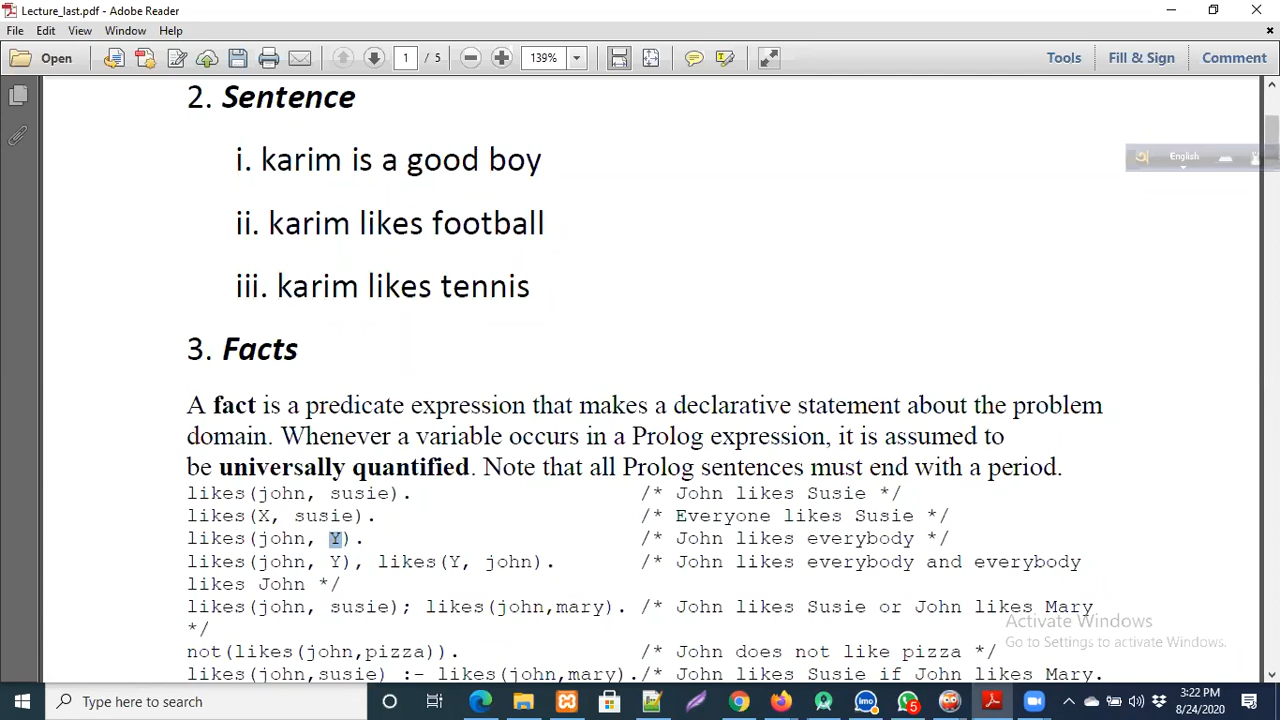 Lecture_last.pdf - Adobe Reader
File Edit View Window Help
Open 1 / 5 139% Tools Fill & Sign Comment
2. Sentence
English
i. karim is a good boy
ii. karim likes football
iii. karim likes tennis
3. Facts
A fact is a predicate expression that makes a declarative statement about the problem
domain. Whenever a variable occurs in a Prolog expression, it is assumed to
be universally quantified. Note that all Prolog sentences must end with a period.
likes(john, susie). /* John likes Susie */
likes(X, susie). /* Everyone likes Susie */
likes(john, Y). /* John likes everybody */
likes(john, Y), likes(Y, john). /* John likes everybody and everybody
likes John */
likes(john, susie); likes(john,mary). /* John likes Susie or John likes Mary
*/
not(likes(john,pizza)). /* John does not like pizza */
likes(john,susie) :- likes(john,mary)./* John likes Susie if John likes Mary.
Activate Windows
Go to Settings to activate Windows.
Type here to search
imo
5
3:22 PM
8/24/2020